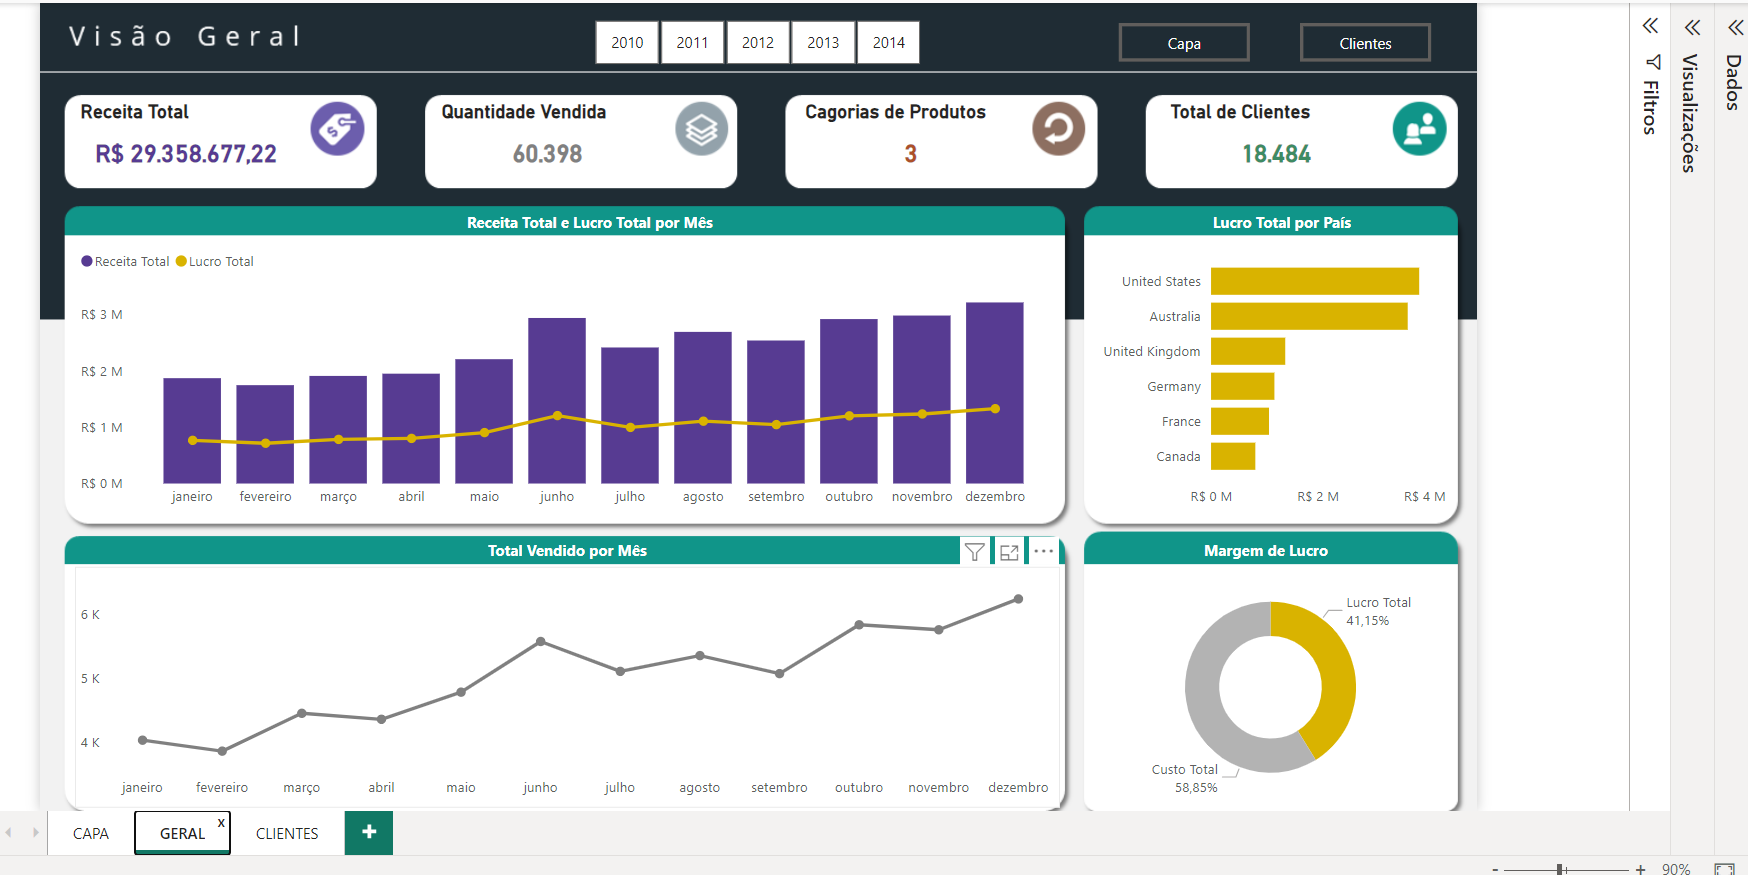 Visão Geral
2010 2011 2012 2013 2014
Capa
Clientes
Receita Total
R$ 29.358.677,22
Quantidade Vendida
60.398
Cagorias de Produtos
3
Total de Clientes
18.484
Receita Total e Lucro Total por Mês
Receita Total Lucro Total
R$ 3 M
R$ 2 M
R$ 1 M
R$ 0 M
janeiro fevereiro março abril maio junho julho agosto setembro outubro novembro dezembro
Lucro Total por País
United States
Australia
United Kingdom
Germany
France
Canada
R$ 0 M R$ 2 M R$ 4 M
Total Vendido por Mês
6 K
5 K
4 K
janeiro fevereiro março abril maio junho julho agosto setembro outubro novembro dezembro
Margem de Lucro
Lucro Total
41,15%
Custo Total
58,85%
Filtros
Visualizações
Dados
CAPA GERAL x CLIENTES +
- + 90%